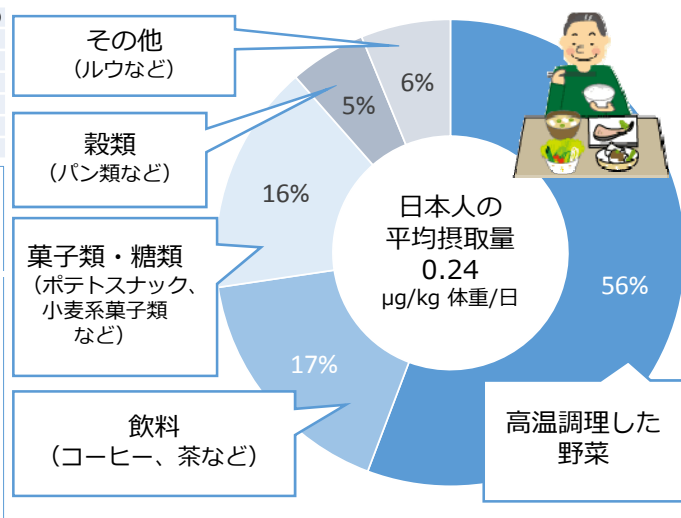 その他
（ルウなど）
6%
5%
穀類
（パン類など）
16%
日本人の
平均摂取量
0.24
μg/kg 体重/日
菓子類・糖類
（ポテトスナック、
小麦系菓子類
など）
56%
17%
飲料
（コーヒー、茶など）
高温調理した
野菜